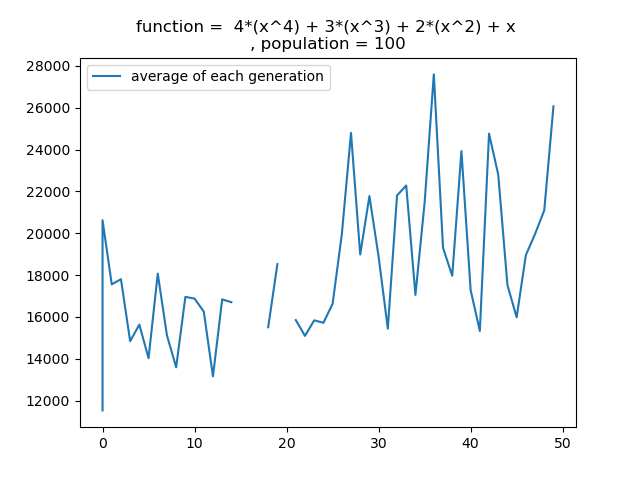 function =  4*(x^4) + 3*(x^3) + 2*(x^2) + x
, population = 100
average of each generation
28000
26000
24000
22000
20000
18000
16000
14000
12000
0 10 20 30 40 50